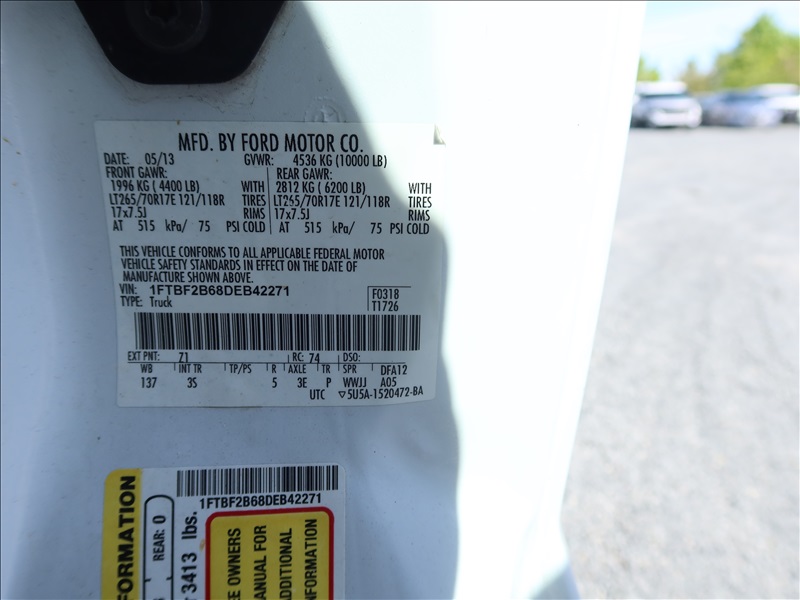 MFD. BY FORD MOTOR CO.
DATE: 05/13 GVWR: 4536 KG (10000 LB)
FRONT GAWR: REAR GAWR:
1996 KG ( 4400 LB) WITH 2812 KG ( 6200 LB) WITH
LT265/70R17E 121/118R TIRES LT265/70R17E 121/118R TIRES
17x7.5J RIMS 17x7.5J RIMS
AT 515 kPa/ 75 PSI COLD AT 515 kPa/ 75 PSI COLD
THIS VEHICLE CONFORMS TO ALL APPLICABLE FEDERAL MOTOR
VEHICLE SAFETY STANDARDS IN EFFECT ON THE DATE OF
MANUFACTURE SHOWN ABOVE.
VIN: 1FTBF2B68DEB42271 F0318
TYPE: Truck T1726
EXT PNT: Z1 RC: 74 DSO:
WB INT TR TP/PS R AXLE TR SPR DFA12
137 3S 5 3E P WWJJ A05
UTC ▽5U5A-1520472-BA
1FTBF2B68DEB42271
FORMATION
REAR: 0
3413 lbs.
EE OWNERS
MANUAL FOR
ADDITIONAL
NFORMATION